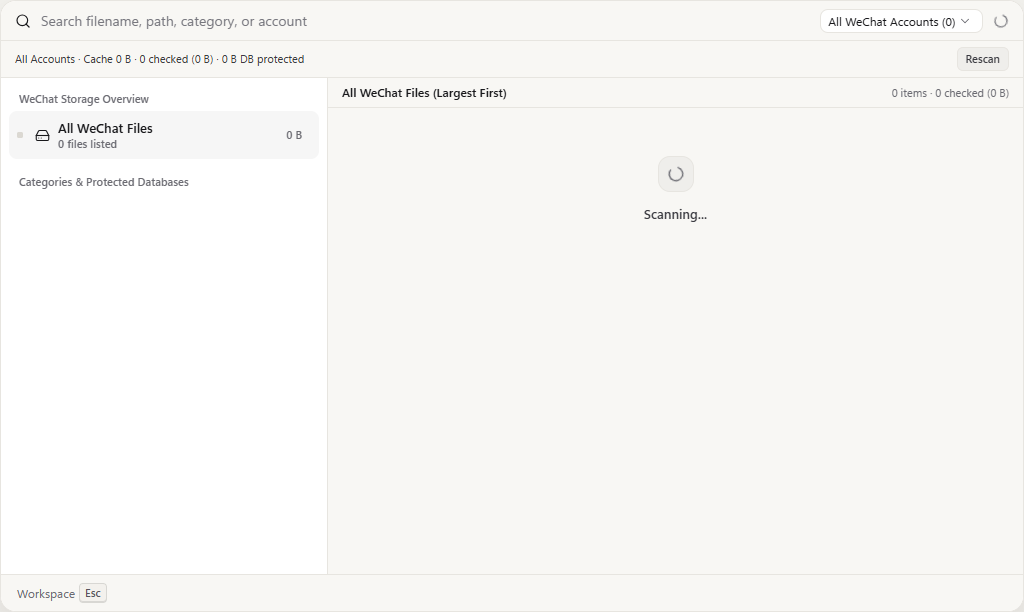 Search filename, path, category, or account
All WeChat Accounts (0)
All Accounts · Cache 0 B · 0 checked (0 B) · 0 B DB protected
Rescan
WeChat Storage Overview
All WeChat Files
0 files listed
0 B
Categories & Protected Databases
All WeChat Files (Largest First)
0 items · 0 checked (0 B)
Scanning...
Workspace Esc